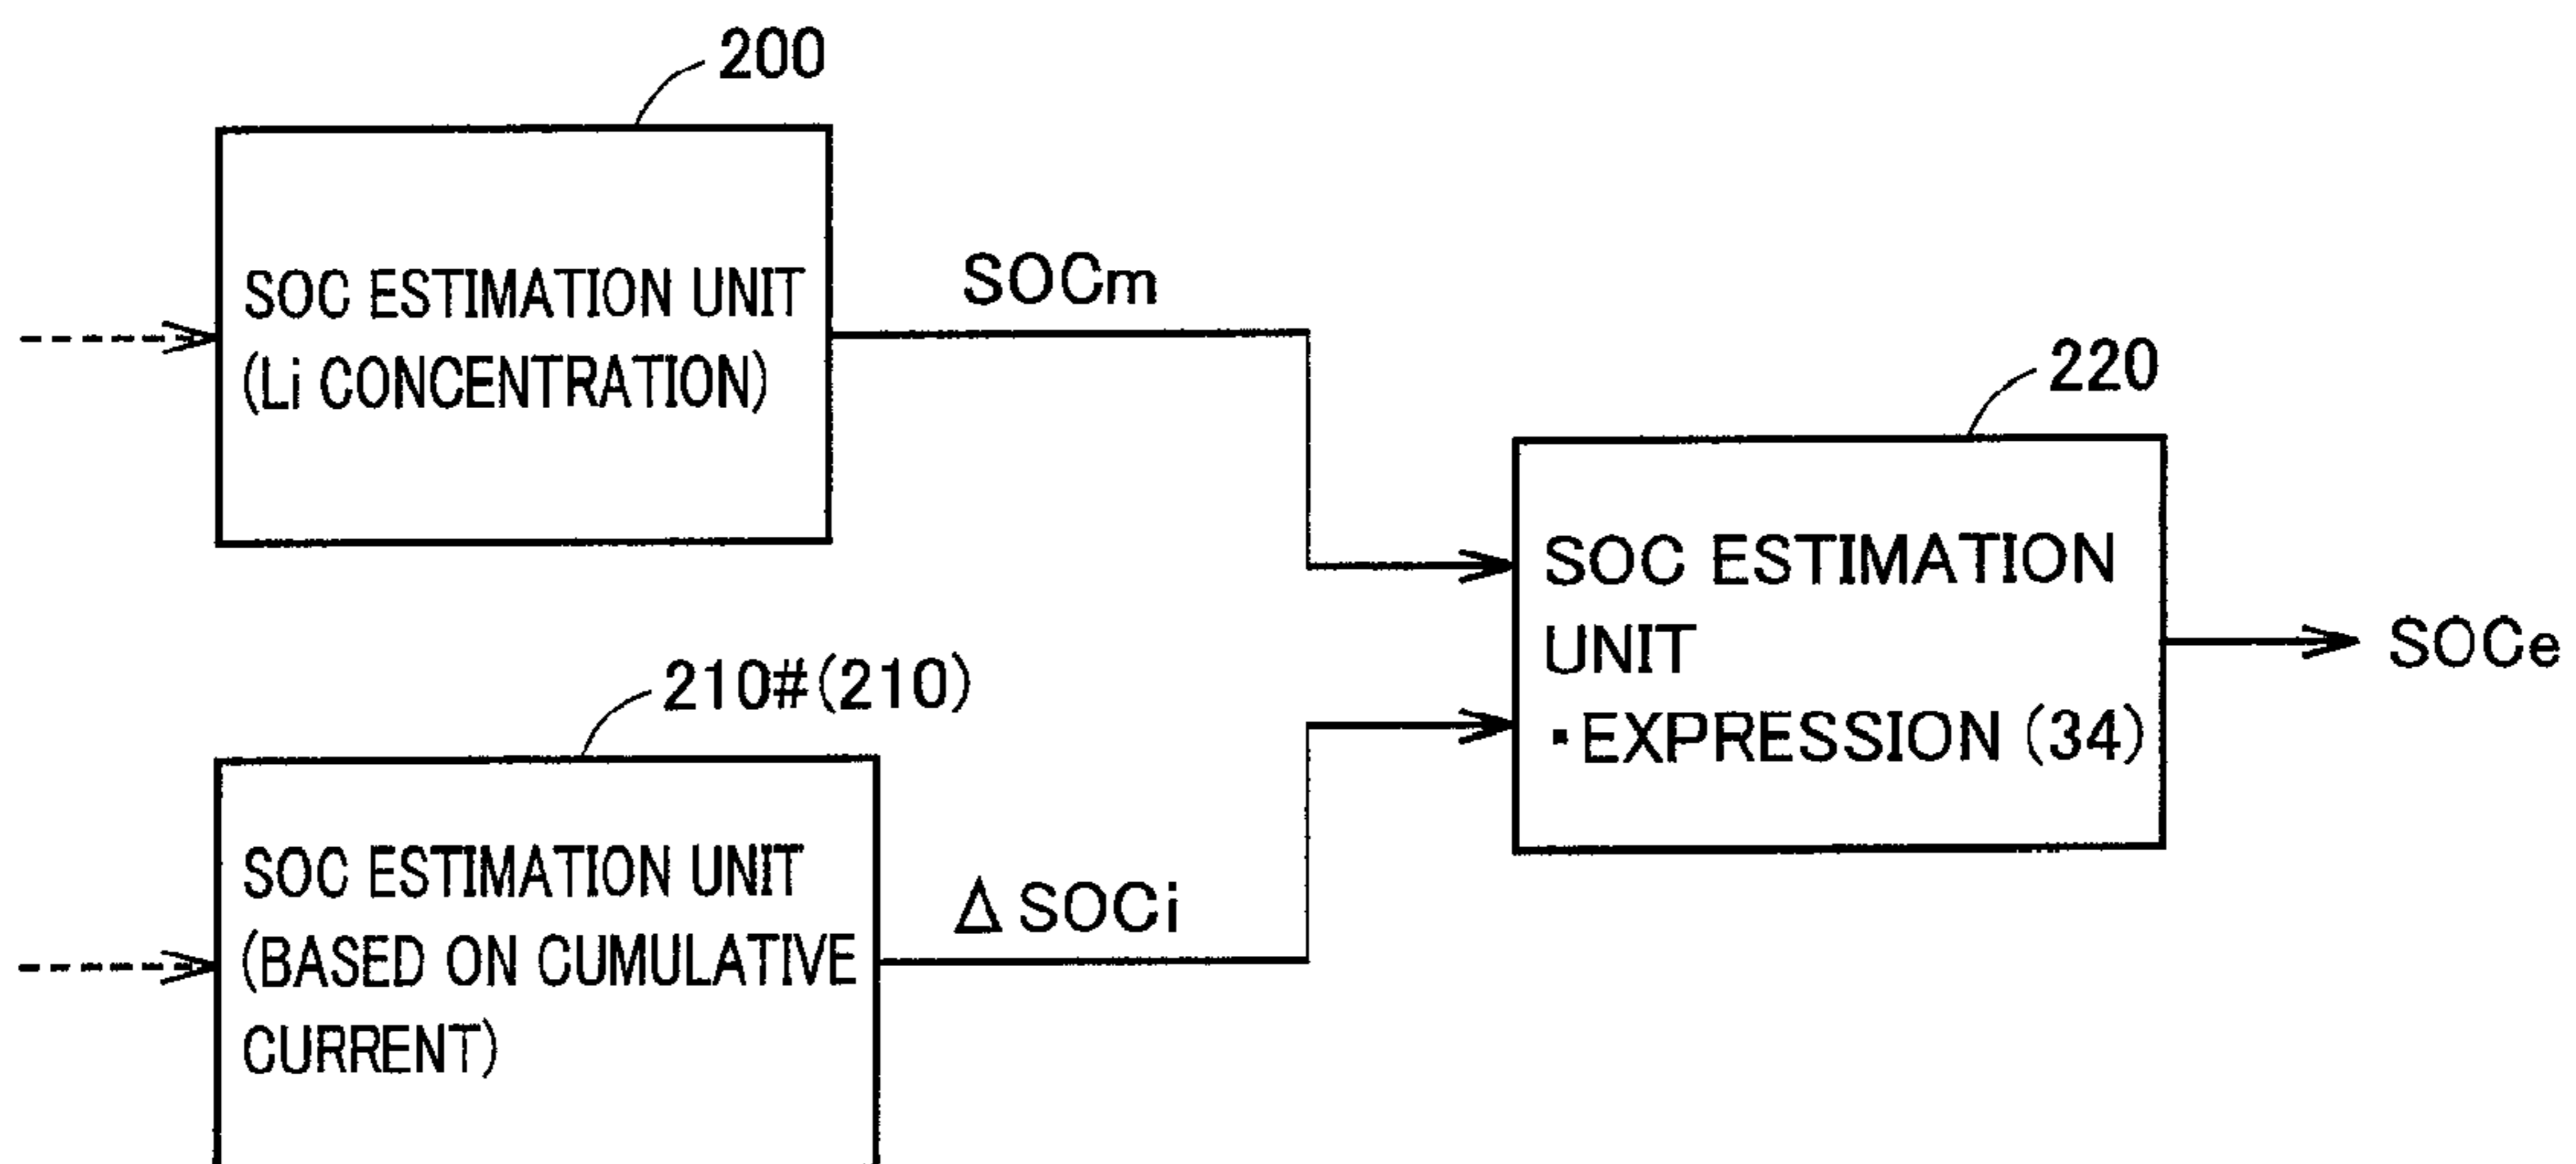 200
SOC ESTIMATION UNIT
(Li CONCENTRATION)
SOCm
220
SOC ESTIMATION
UNIT
▪EXPRESSION (34)
SOCe
210#(210)
SOC ESTIMATION UNIT
(BASED ON CUMULATIVE
CURRENT)
ΔSOCi